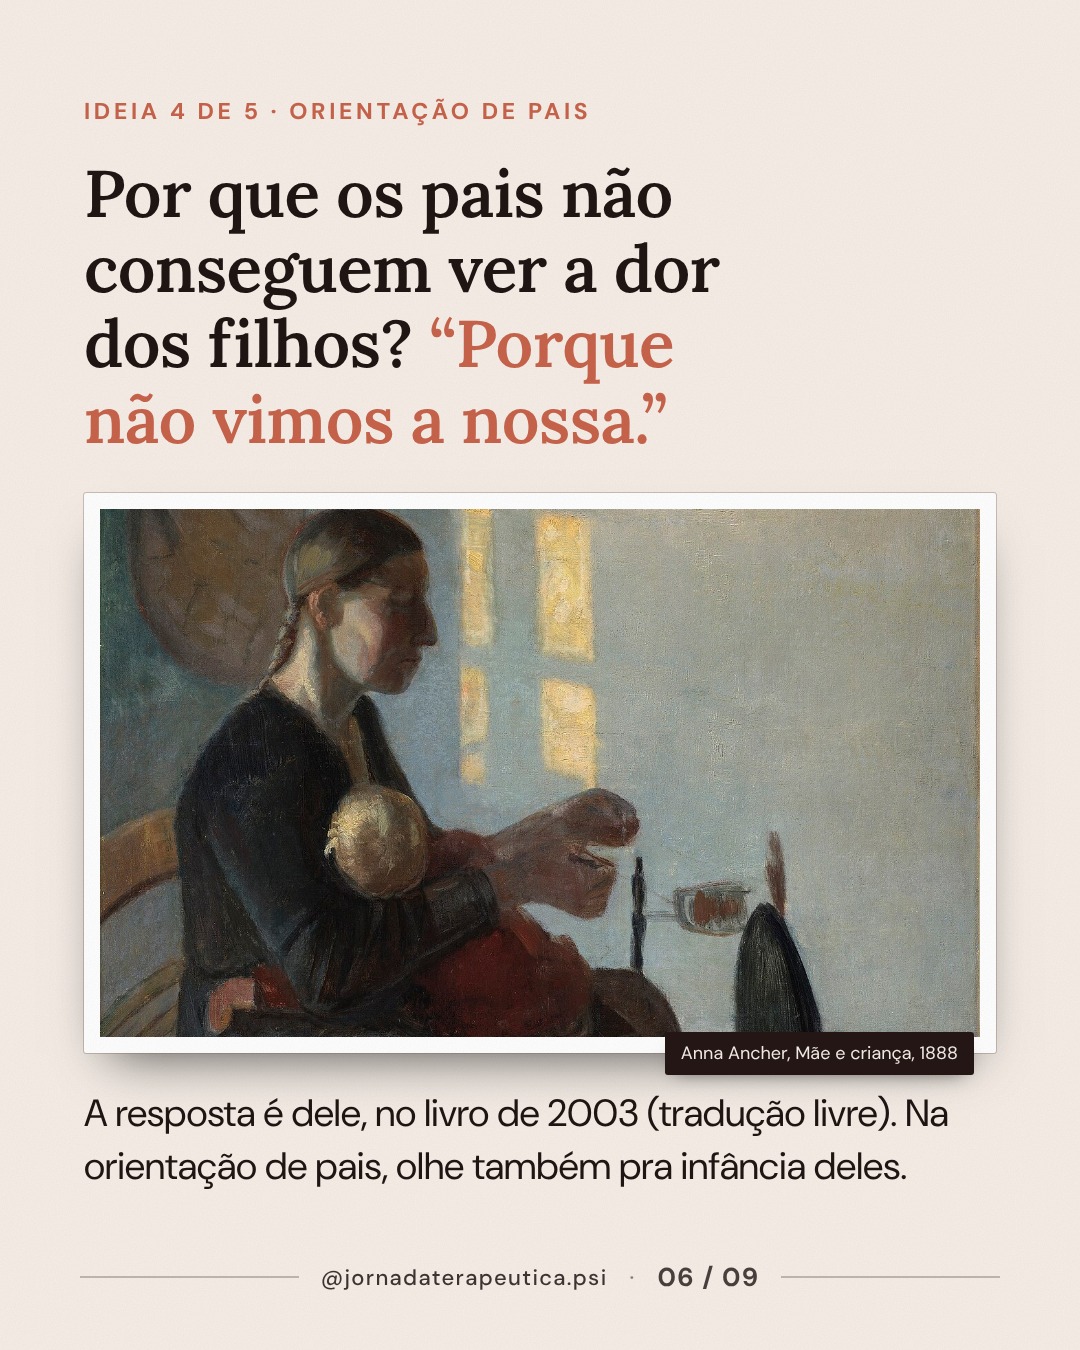 IDEIA 4 DE 5 · ORIENTAÇÃO DE PAIS
Por que os pais não
conseguem ver a dor
dos filhos? “Porque
não vimos a nossa.”
Anna Ancher, Mãe e criança, 1888
A resposta é dele, no livro de 2003 (tradução livre). Na
orientação de pais, olhe também pra infância deles.
@jornadaterapeutica.psi · 06 / 09